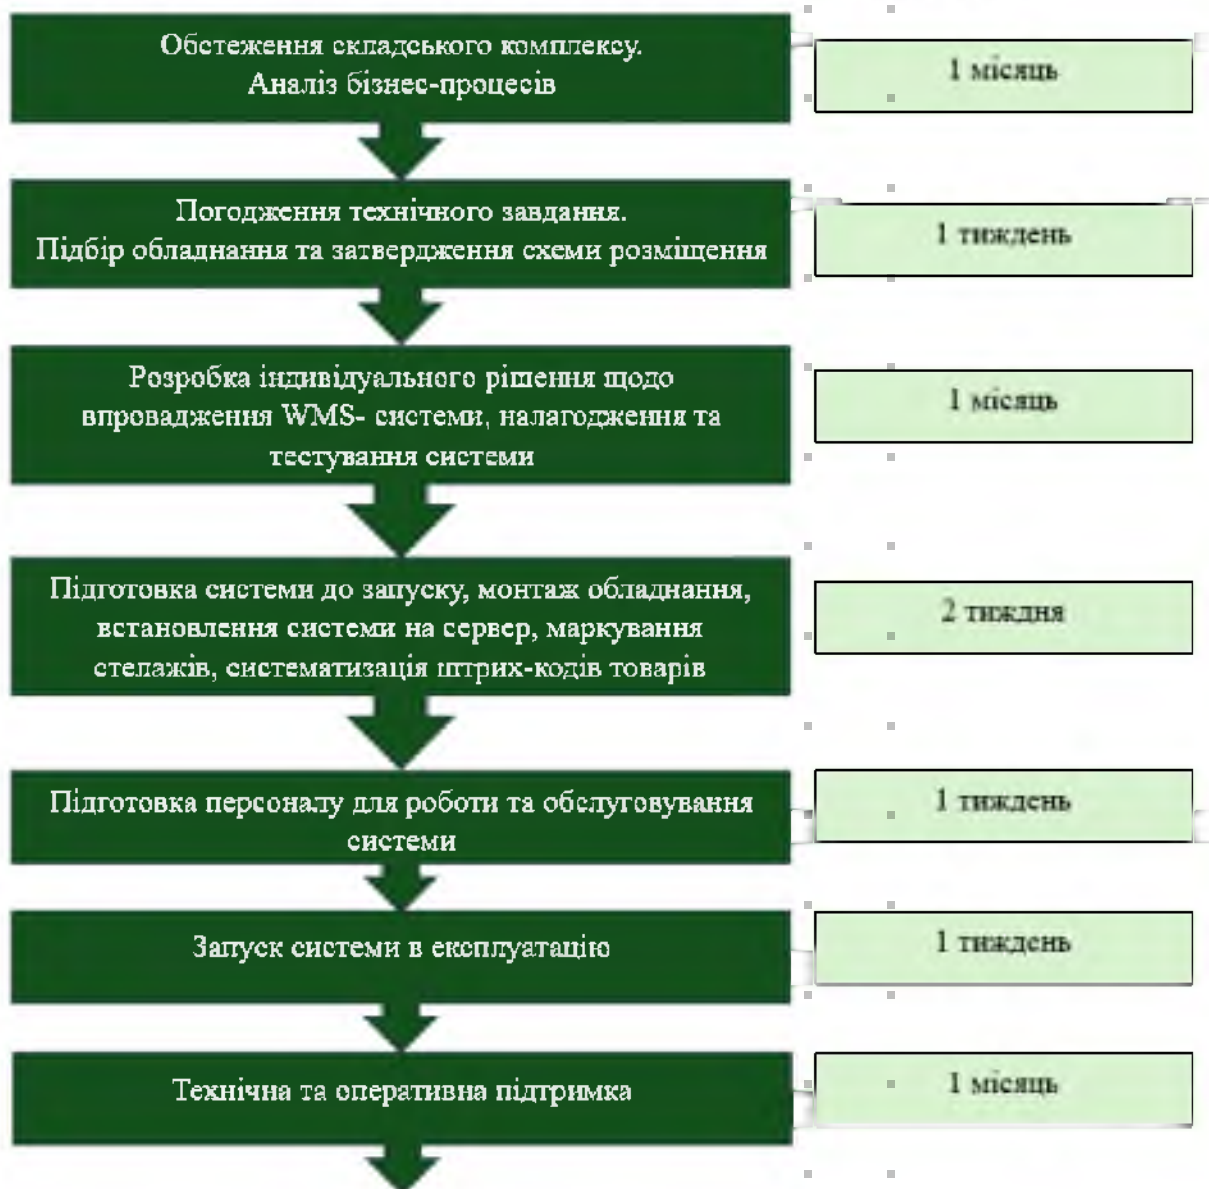 Обстеження складського комплексу.
Аналіз бізнес-процесів
1 місяць
Погодження технічного завдання.
Підбір обладнання та затвердження схеми розміщення
1 тиждень
Розробка індивідуального рішення щодо
впровадження WMS- системи, налагодження та
тестування системи
1 місяць
Підготовка системи до запуску, монтаж обладнання,
встановлення системи на сервер, маркування
стелажів, систематизація штрих-кодів товарів
2 тиждня
Підготовка персоналу для роботи та обслуговування
системи
1 тиждень
Запуск системи в експлуатацію
1 тиждень
Технічна та оперативна підтримка
1 місяць